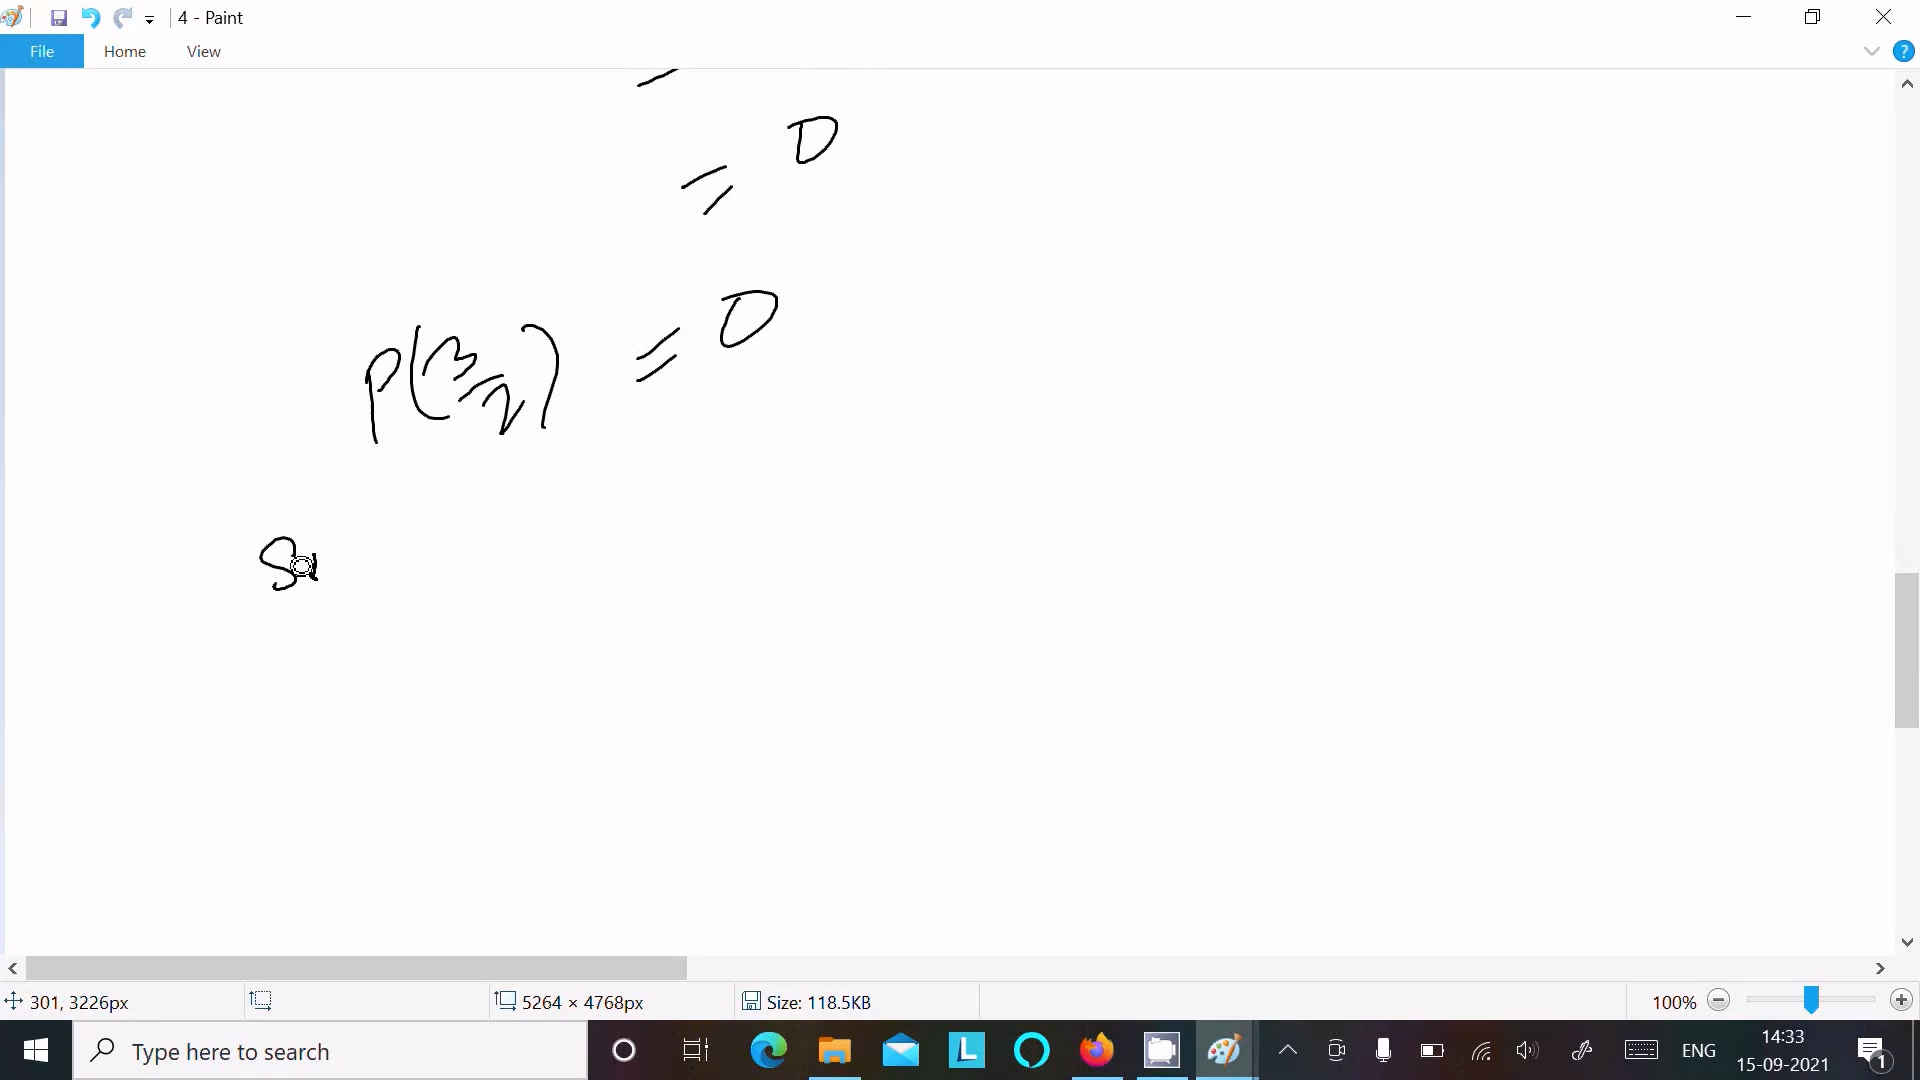 4 - Paint
File Home View
= 0
P(3/2) = 0
301, 3226px 5264 × 4768px Size: 118.5KB 100%
Type here to search L ENG 14:33
15-09-2021 1